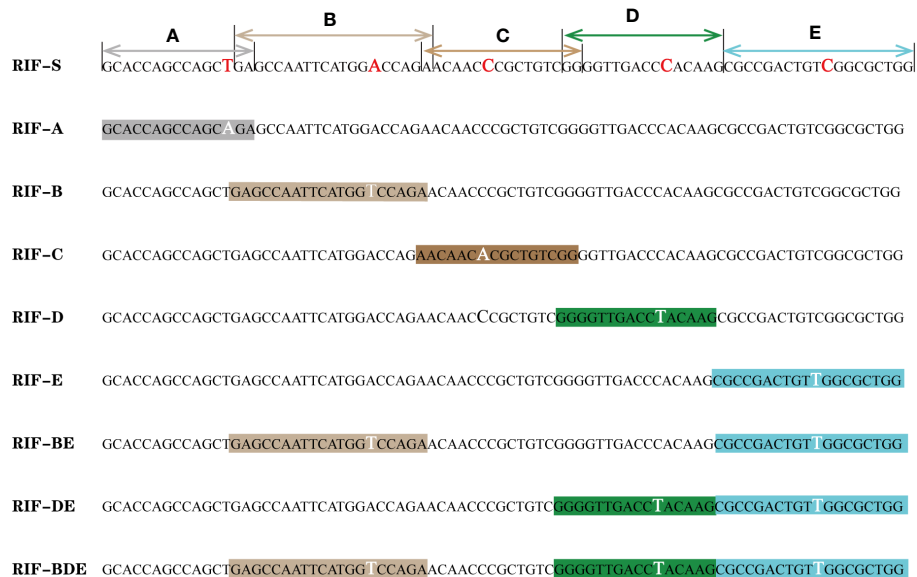 A B C D E
RIF-S GCACCAGCCAGCTGAGCCAATTCATGGACCAGAACAACCCGCTGTCGGGGTTGACCCACAAGCGCCGACTGTCGGCGCTGG
RIF-A GCACCAGCCAGCAGAGCCAATTCATGGACCAGAACAACCCGCTGTCGGGGTTGACCCACAAGCGCCGACTGTCGGCGCTGG
RIF-B GCACCAGCCAGCTGAGCCAATTCATGGTCCAGAACAACCCGCTGTCGGGGTTGACCCACAAGCGCCGACTGTCGGCGCTGG
RIF-C GCACCAGCCAGCTGAGCCAATTCATGGACCAGAACAACACGCTGTCGGGGTTGACCCACAAGCGCCGACTGTCGGCGCTGG
RIF-D GCACCAGCCAGCTGAGCCAATTCATGGACCAGAACAACCCGCTGTCGGGGTTGACCTACAAGCGCCGACTGTCGGCGCTGG
RIF-E GCACCAGCCAGCTGAGCCAATTCATGGACCAGAACAACCCGCTGTCGGGGTTGACCCACAAGCGCCGACTGTTGGCGCTGG
RIF-BE GCACCAGCCAGCTGAGCCAATTCATGGTCCAGAACAACCCGCTGTCGGGGTTGACCCACAAGCGCCGACTGTTGGCGCTGG
RIF-DE GCACCAGCCAGCTGAGCCAATTCATGGACCAGAACAACCCGCTGTCGGGGTTGACCTACAAGCGCCGACTGTTGGCGCTGG
RIF-BDE GCACCAGCCAGCTGAGCCAATTCATGGTCCAGAACAACCCGCTGTCGGGGTTGACCTACAAGCGCCGACTGTTGGCGCTGG